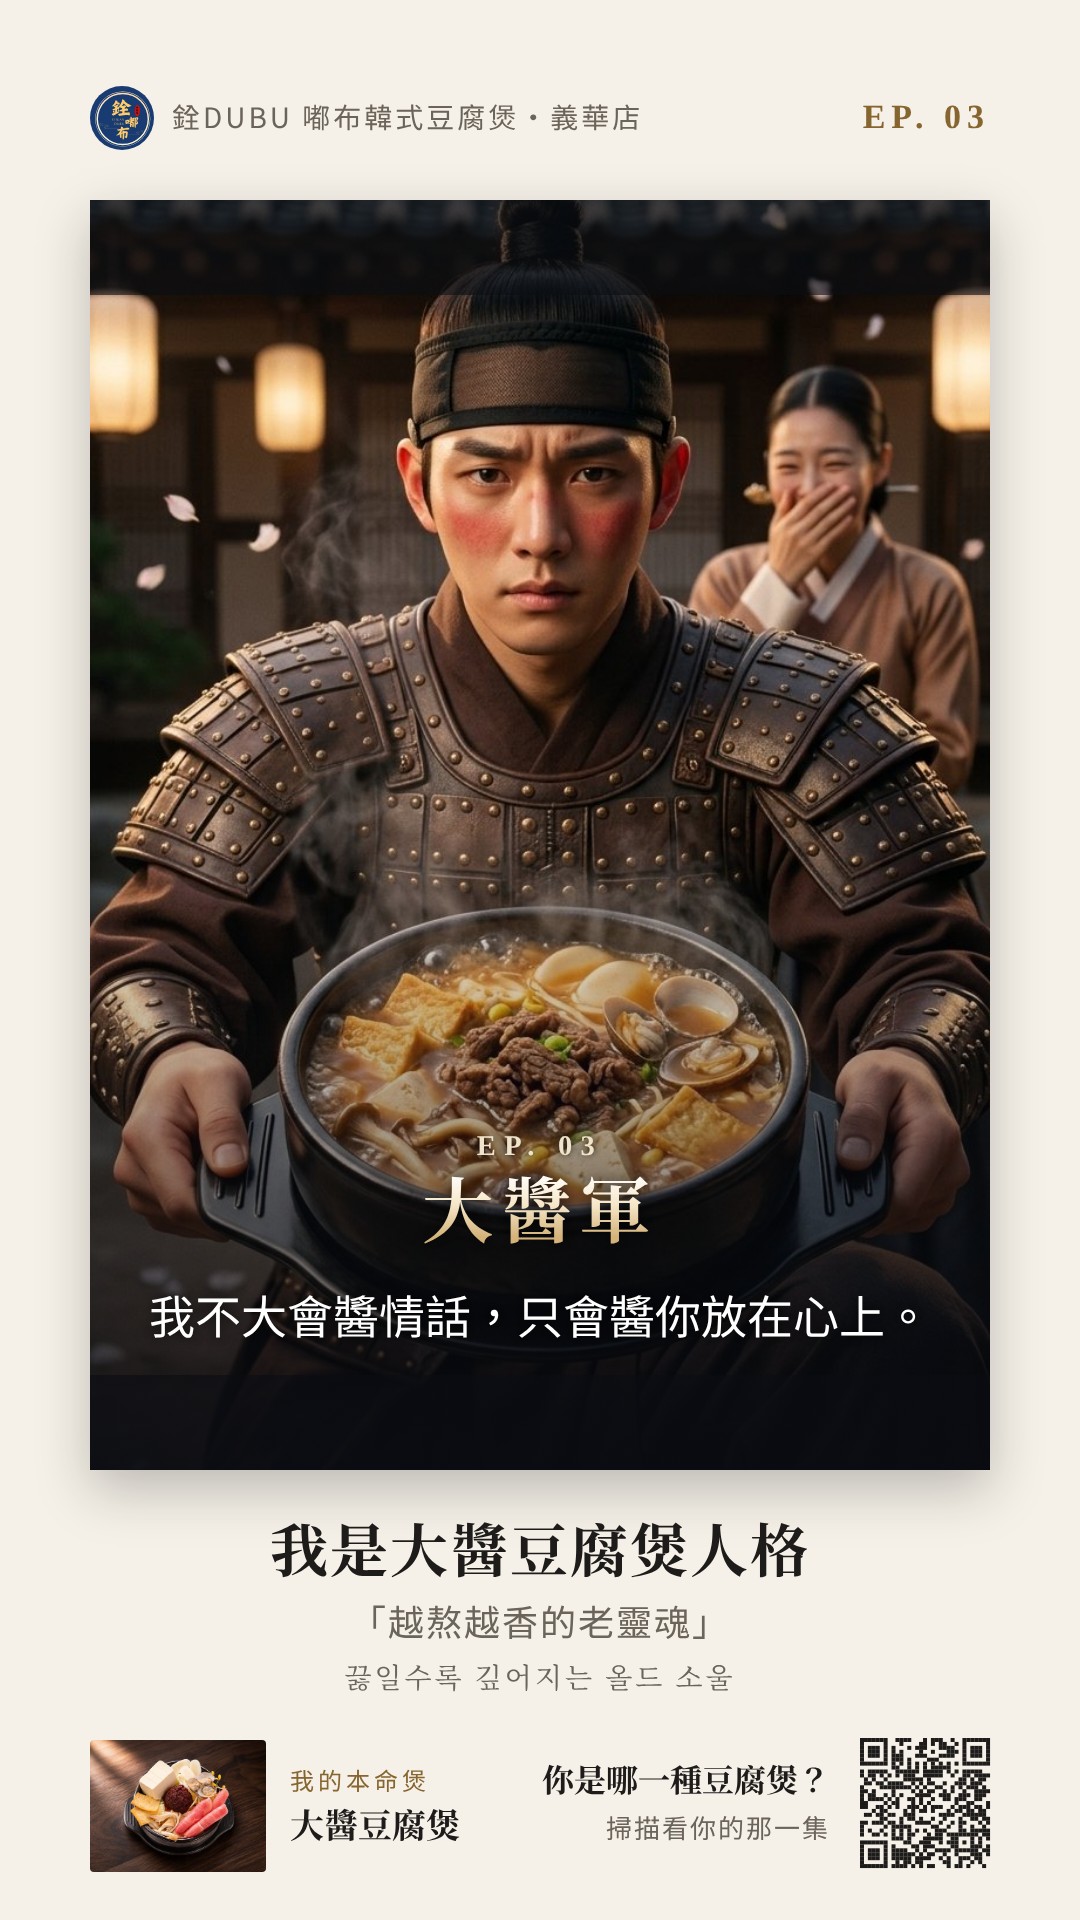 銓DUBU 嘟布韓式豆腐煲・義華店
EP. 03
銓
嘟
布
EP. 03
大醬軍
我不大會醬情話，只會醬你放在心上。
我是大醬豆腐煲人格
「越熬越香的老靈魂」
끓일수록 깊어지는 올드 소울
我的本命煲
大醬豆腐煲
你是哪一種豆腐煲？
掃描看你的那一集